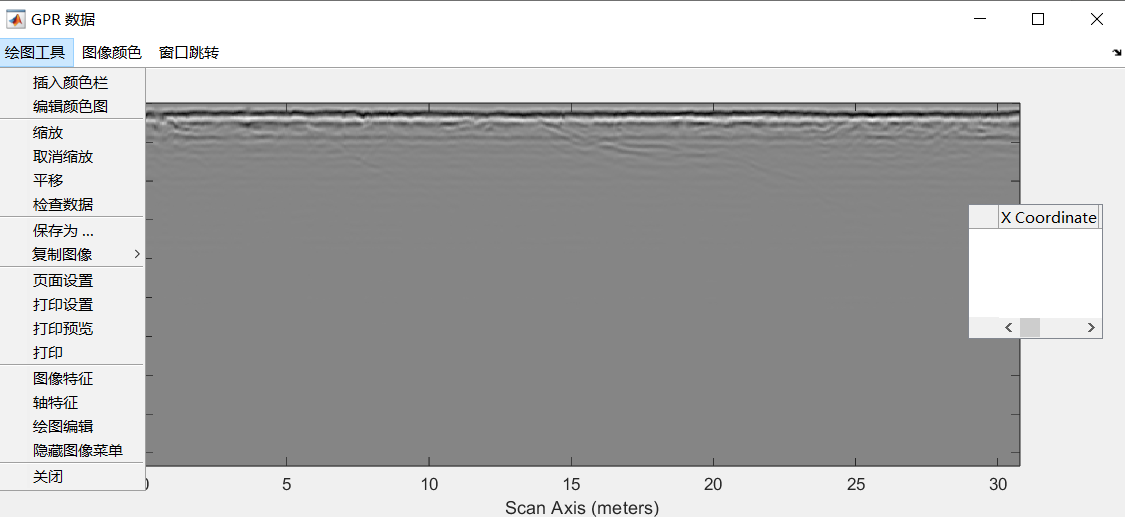 GPR 数据
绘图工具 图像颜色 窗口跳转
插入颜色栏
编辑颜色图
缩放
取消缩放
平移
检查数据
保存为 ...
复制图像
页面设置
打印设置
打印预览
打印
图像特征
轴特征
绘图编辑
隐藏图像菜单
关闭
X Coordinate
5 10 15 20 25 30
Scan Axis (meters)